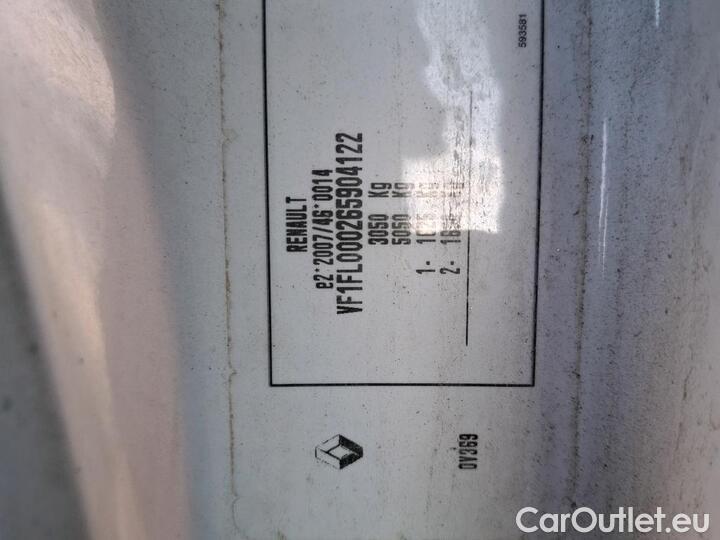 RENAULT
e2*2007/46*0014
VF1FL000265904122
3050 Kg
5050 Kg
1-
2-
593581
0V369
CarOutlet.eu